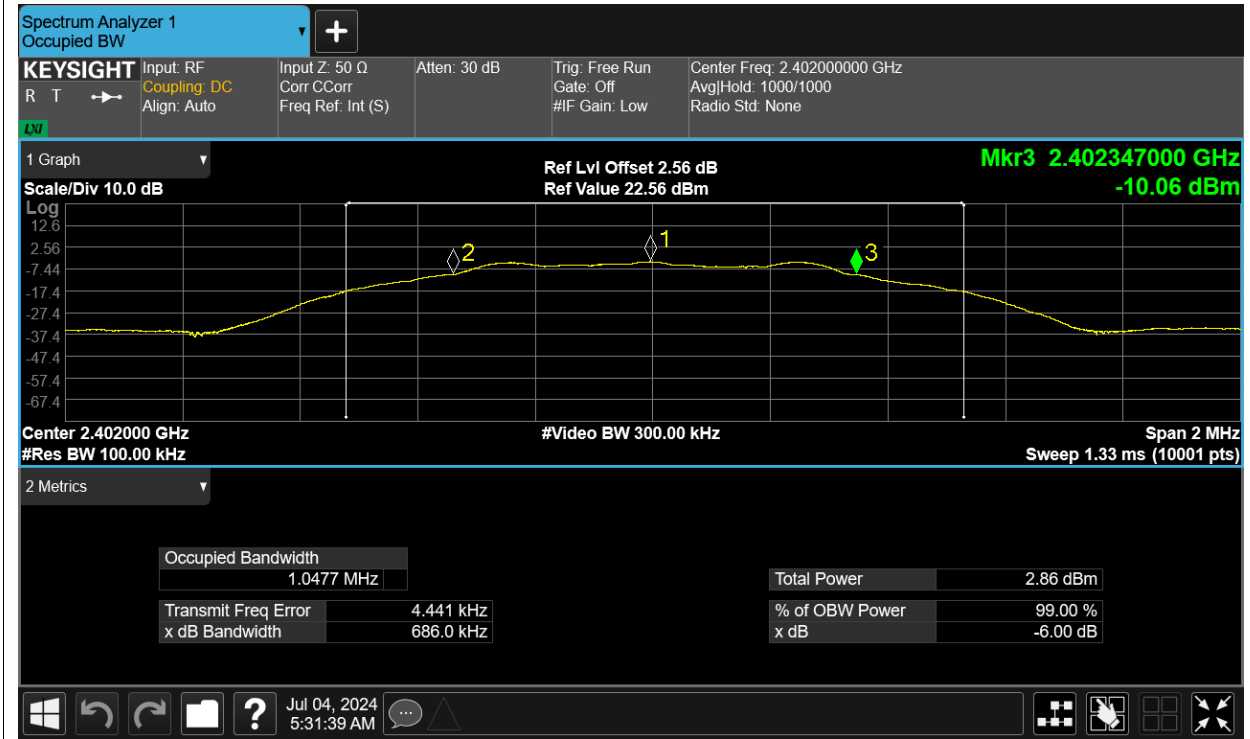 Spectrum Analyzer 1
Occupied BW
KEYSIGHT
R T
LXI
Input: RF
Coupling: DC
Align: Auto
Input Z: 50 Ω
Corr CCorr
Freq Ref: Int (S)
Atten: 30 dB
Trig: Free Run
Gate: Off
#IF Gain: Low
Center Freq: 2.402000000 GHz
Avg|Hold: 1000/1000
Radio Std: None
1 Graph
Scale/Div 10.0 dB
Ref Lvl Offset 2.56 dB
Ref Value 22.56 dBm
Mkr3 2.402347000 GHz
-10.06 dBm
Log
12.6
2.56
-7.44
-17.4
-27.4
-37.4
-47.4
-57.4
-67.4
2
1
3
Center 2.402000 GHz
#Video BW 300.00 kHz
Span 2 MHz
#Res BW 100.00 kHz
Sweep 1.33 ms (10001 pts)
2 Metrics
Occupied Bandwidth
1.0477 MHz
Total Power 2.86 dBm
Transmit Freq Error 4.441 kHz
% of OBW Power 99.00 %
x dB Bandwidth 686.0 kHz
x dB -6.00 dB
?
Jul 04, 2024
5:31:39 AM